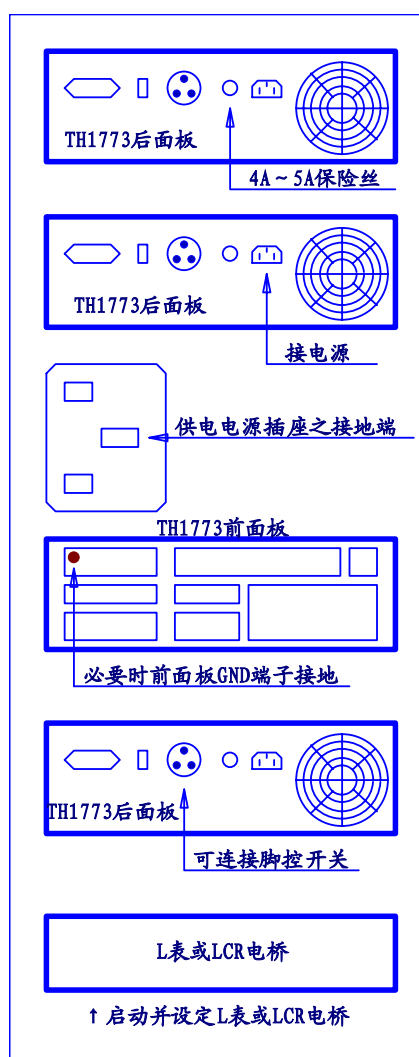 TH1773后面板
4A～5A保险丝
TH1773后面板
接电源
供电电源插座之接地端
TH1773前面板
必要时前面板GND端子接地
TH1773后面板
可连接脚控开关
L表或LCR电桥
↑启动并设定L表或LCR电桥